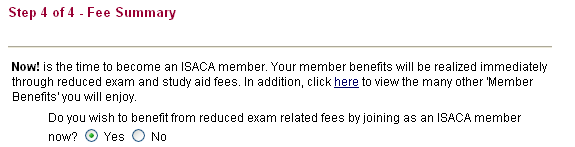 Step 4 of 4 - Fee Summary
Now! is the time to become an ISACA member. Your member benefits will be realized immediately
through reduced exam and study aid fees. In addition, click here to view the many other 'Member
Benefits' you will enjoy.
Do you wish to benefit from reduced exam related fees by joining as an ISACA member
now? Yes No